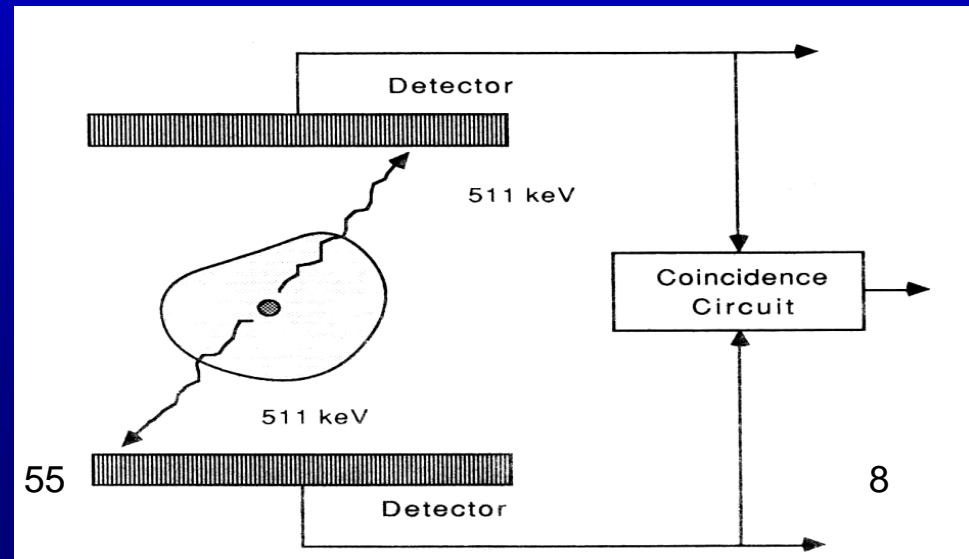 Detector
511 keV
Coincidence
Circuit
511 keV
55
8
Detector